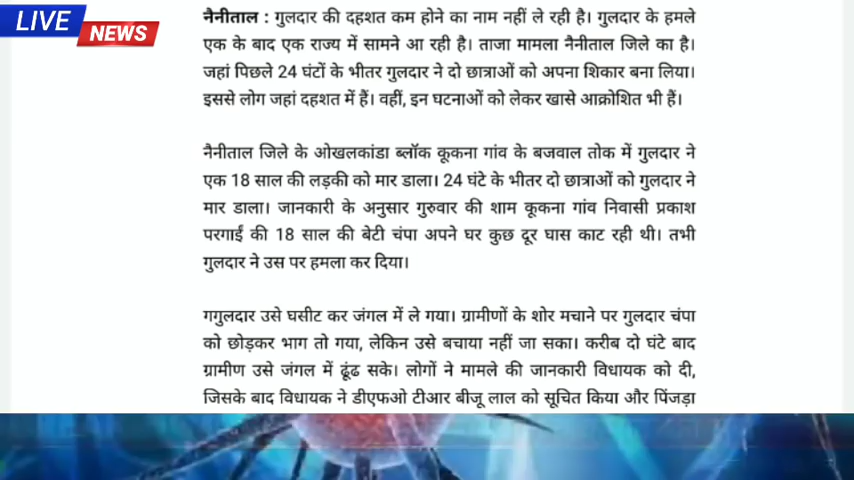 LIVE
NEWS
नैनीताल : गुलदार की दहशत कम होने का नाम नहीं ले रही है। गुलदार के हमले
एक के बाद एक राज्य में सामने आ रही है। ताजा मामला नैनीताल जिले का है।
जहां पिछले 24 घंटों के भीतर गुलदार ने दो छात्राओं को अपना शिकार बना लिया।
इससे लोग जहां दहशत में हैं। वहीं, इन घटनाओं को लेकर खासे आक्रोशित भी हैं।
नैनीताल जिले के ओखलकांडा ब्लॉक कूकना गांव के बजवाल तोक में गुलदार ने
एक 18 साल की लड़की को मार डाला। 24 घंटे के भीतर दो छात्राओं को गुलदार ने
मार डाला। जानकारी के अनुसार गुरुवार की शाम कूकना गांव निवासी प्रकाश
परगाईं की 18 साल की बेटी चंपा अपने घर कुछ दूर घास काट रही थी। तभी
गुलदार ने उस पर हमला कर दिया।
गगुलदार उसे घसीट कर जंगल में ले गया। ग्रामीणों के शोर मचाने पर गुलदार चंपा
को छोड़कर भाग तो गया, लेकिन उसे बचाया नहीं जा सका। करीब दो घंटे बाद
ग्रामीण उसे जंगल में ढूंढ सके। लोगों ने मामले की जानकारी विधायक को दी,
जिसके बाद विधायक ने डीएफओ टीआर बीजू लाल को सूचित किया और पिंजड़ा